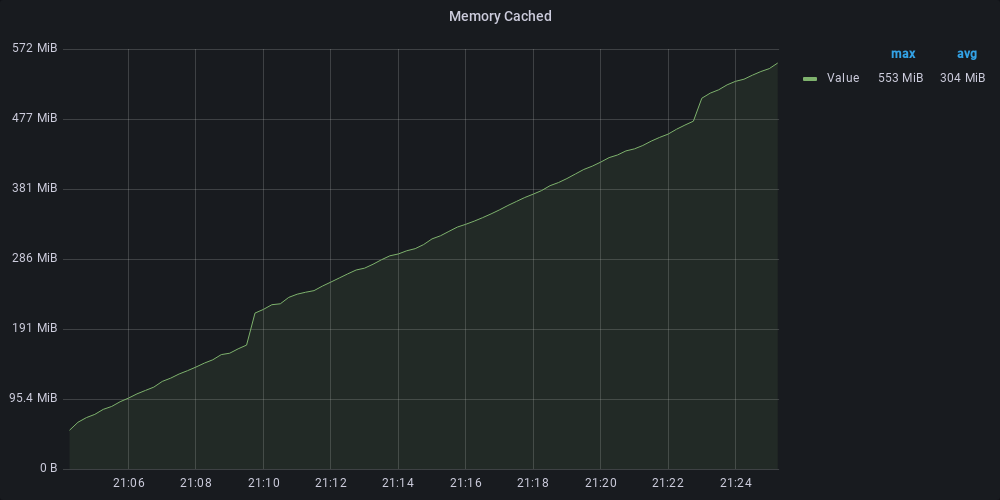 Memory Cached
572 MiB
477 MiB
381 MiB
286 MiB
191 MiB
95.4 MiB
0 B
21:06 21:08 21:10 21:12 21:14 21:16 21:18 21:20 21:22 21:24
max avg
Value 553 MiB 304 MiB